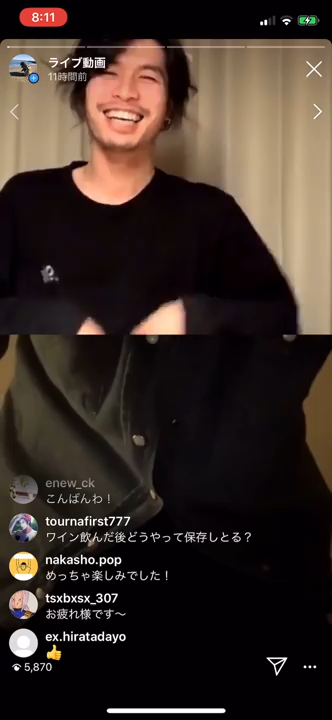 8:11
ライブ動画
11時間前
enew_ck
こんばんわ！
tournafirst777
ワイン飲んだ後どうやって保存しとる？
nakasho.pop
めっちゃ楽しみでした！
tsxbxsx_307
お疲れ様です〜
ex.hiratadayo
👍
5,870